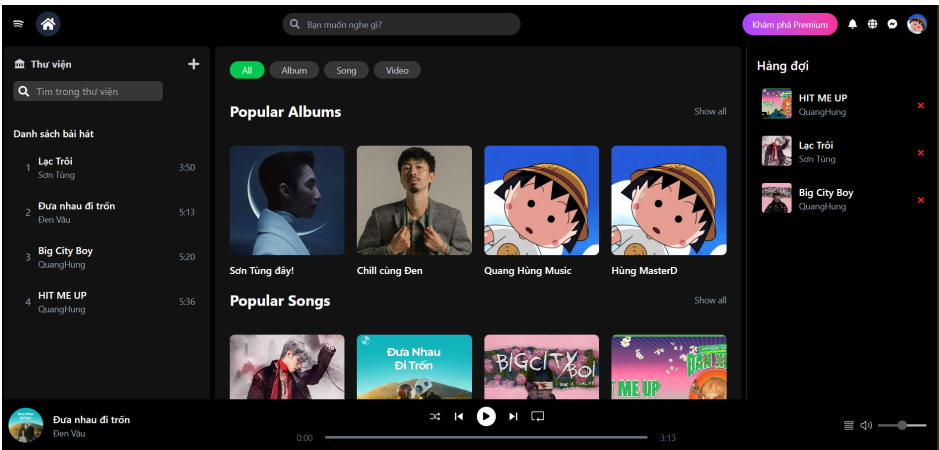 Bạn muốn nghe gì?
Khám phá Premium
Thư viện
Tìm trong thư viện
Danh sách bài hát
1 Lạc Trôi 3:50
Sơn Tùng
2 Đưa nhau đi trốn 5:13
Đen Vâu
3 Big City Boy 5:20
QuangHung
4 HIT ME UP 5:36
QuangHung
All Album Song Video
Popular Albums Show all
Sơn Tùng đây!
Chill cùng Đen
Quang Hùng Music
Hùng MasterD
Popular Songs Show all
Đưa Nhau
Đi Trốn
BIGCITYBOI
T ME UP
Hàng đợi
HIT ME UP
QuangHung
Lạc Trôi
Sơn Tùng
Big City Boy
QuangHung
Đưa nhau đi trốn
Đen Vâu
0:00 3:13